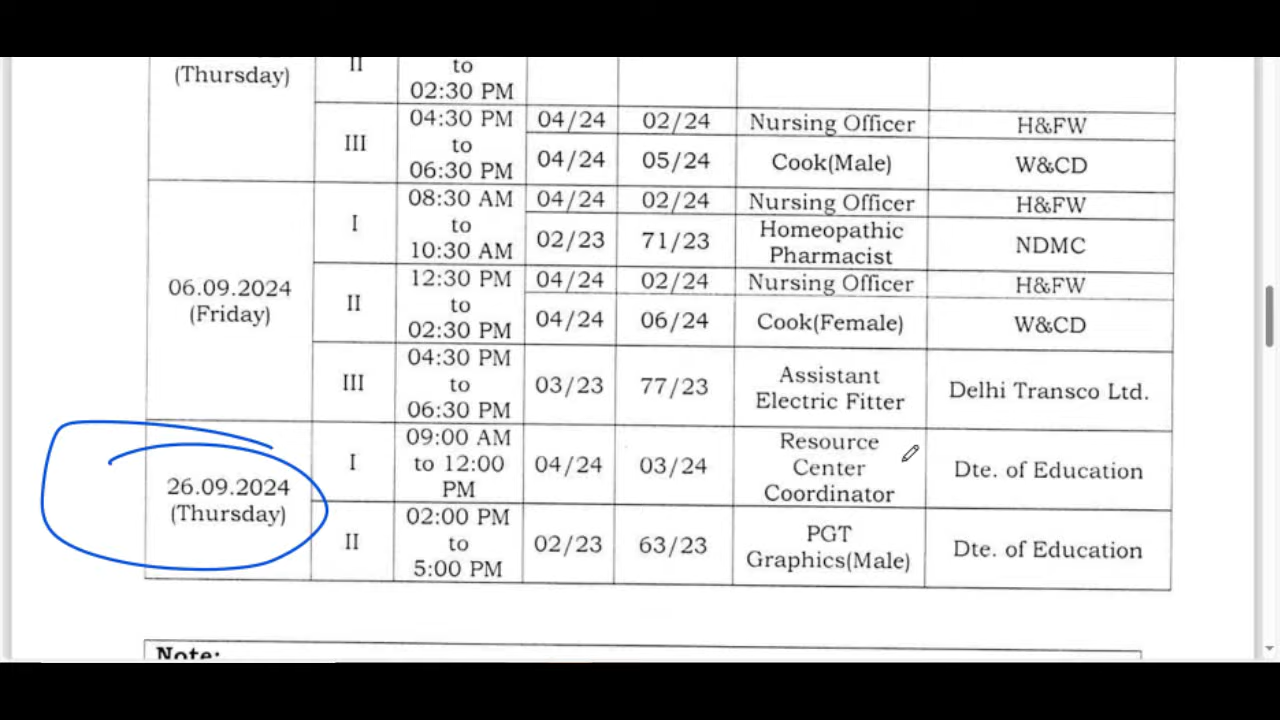 (Thursday)
II
to
02:30 PM
III
04:30 PM
to
06:30 PM
04/24
02/24
Nursing Officer
H&FW
04/24
05/24
Cook(Male)
W&CD
06.09.2024
(Friday)
I
08:30 AM
to
10:30 AM
04/24
02/24
Nursing Officer
H&FW
02/23
71/23
Homeopathic
Pharmacist
NDMC
II
12:30 PM
to
02:30 PM
04/24
02/24
Nursing Officer
H&FW
04/24
06/24
Cook(Female)
W&CD
III
04:30 PM
to
06:30 PM
03/23
77/23
Assistant
Electric Fitter
Delhi Transco Ltd.
26.09.2024
(Thursday)
I
09:00 AM
to 12:00
PM
04/24
03/24
Resource
Center
Coordinator
Dte. of Education
II
02:00 PM
to
5:00 PM
02/23
63/23
PGT
Graphics(Male)
Dte. of Education
Note: